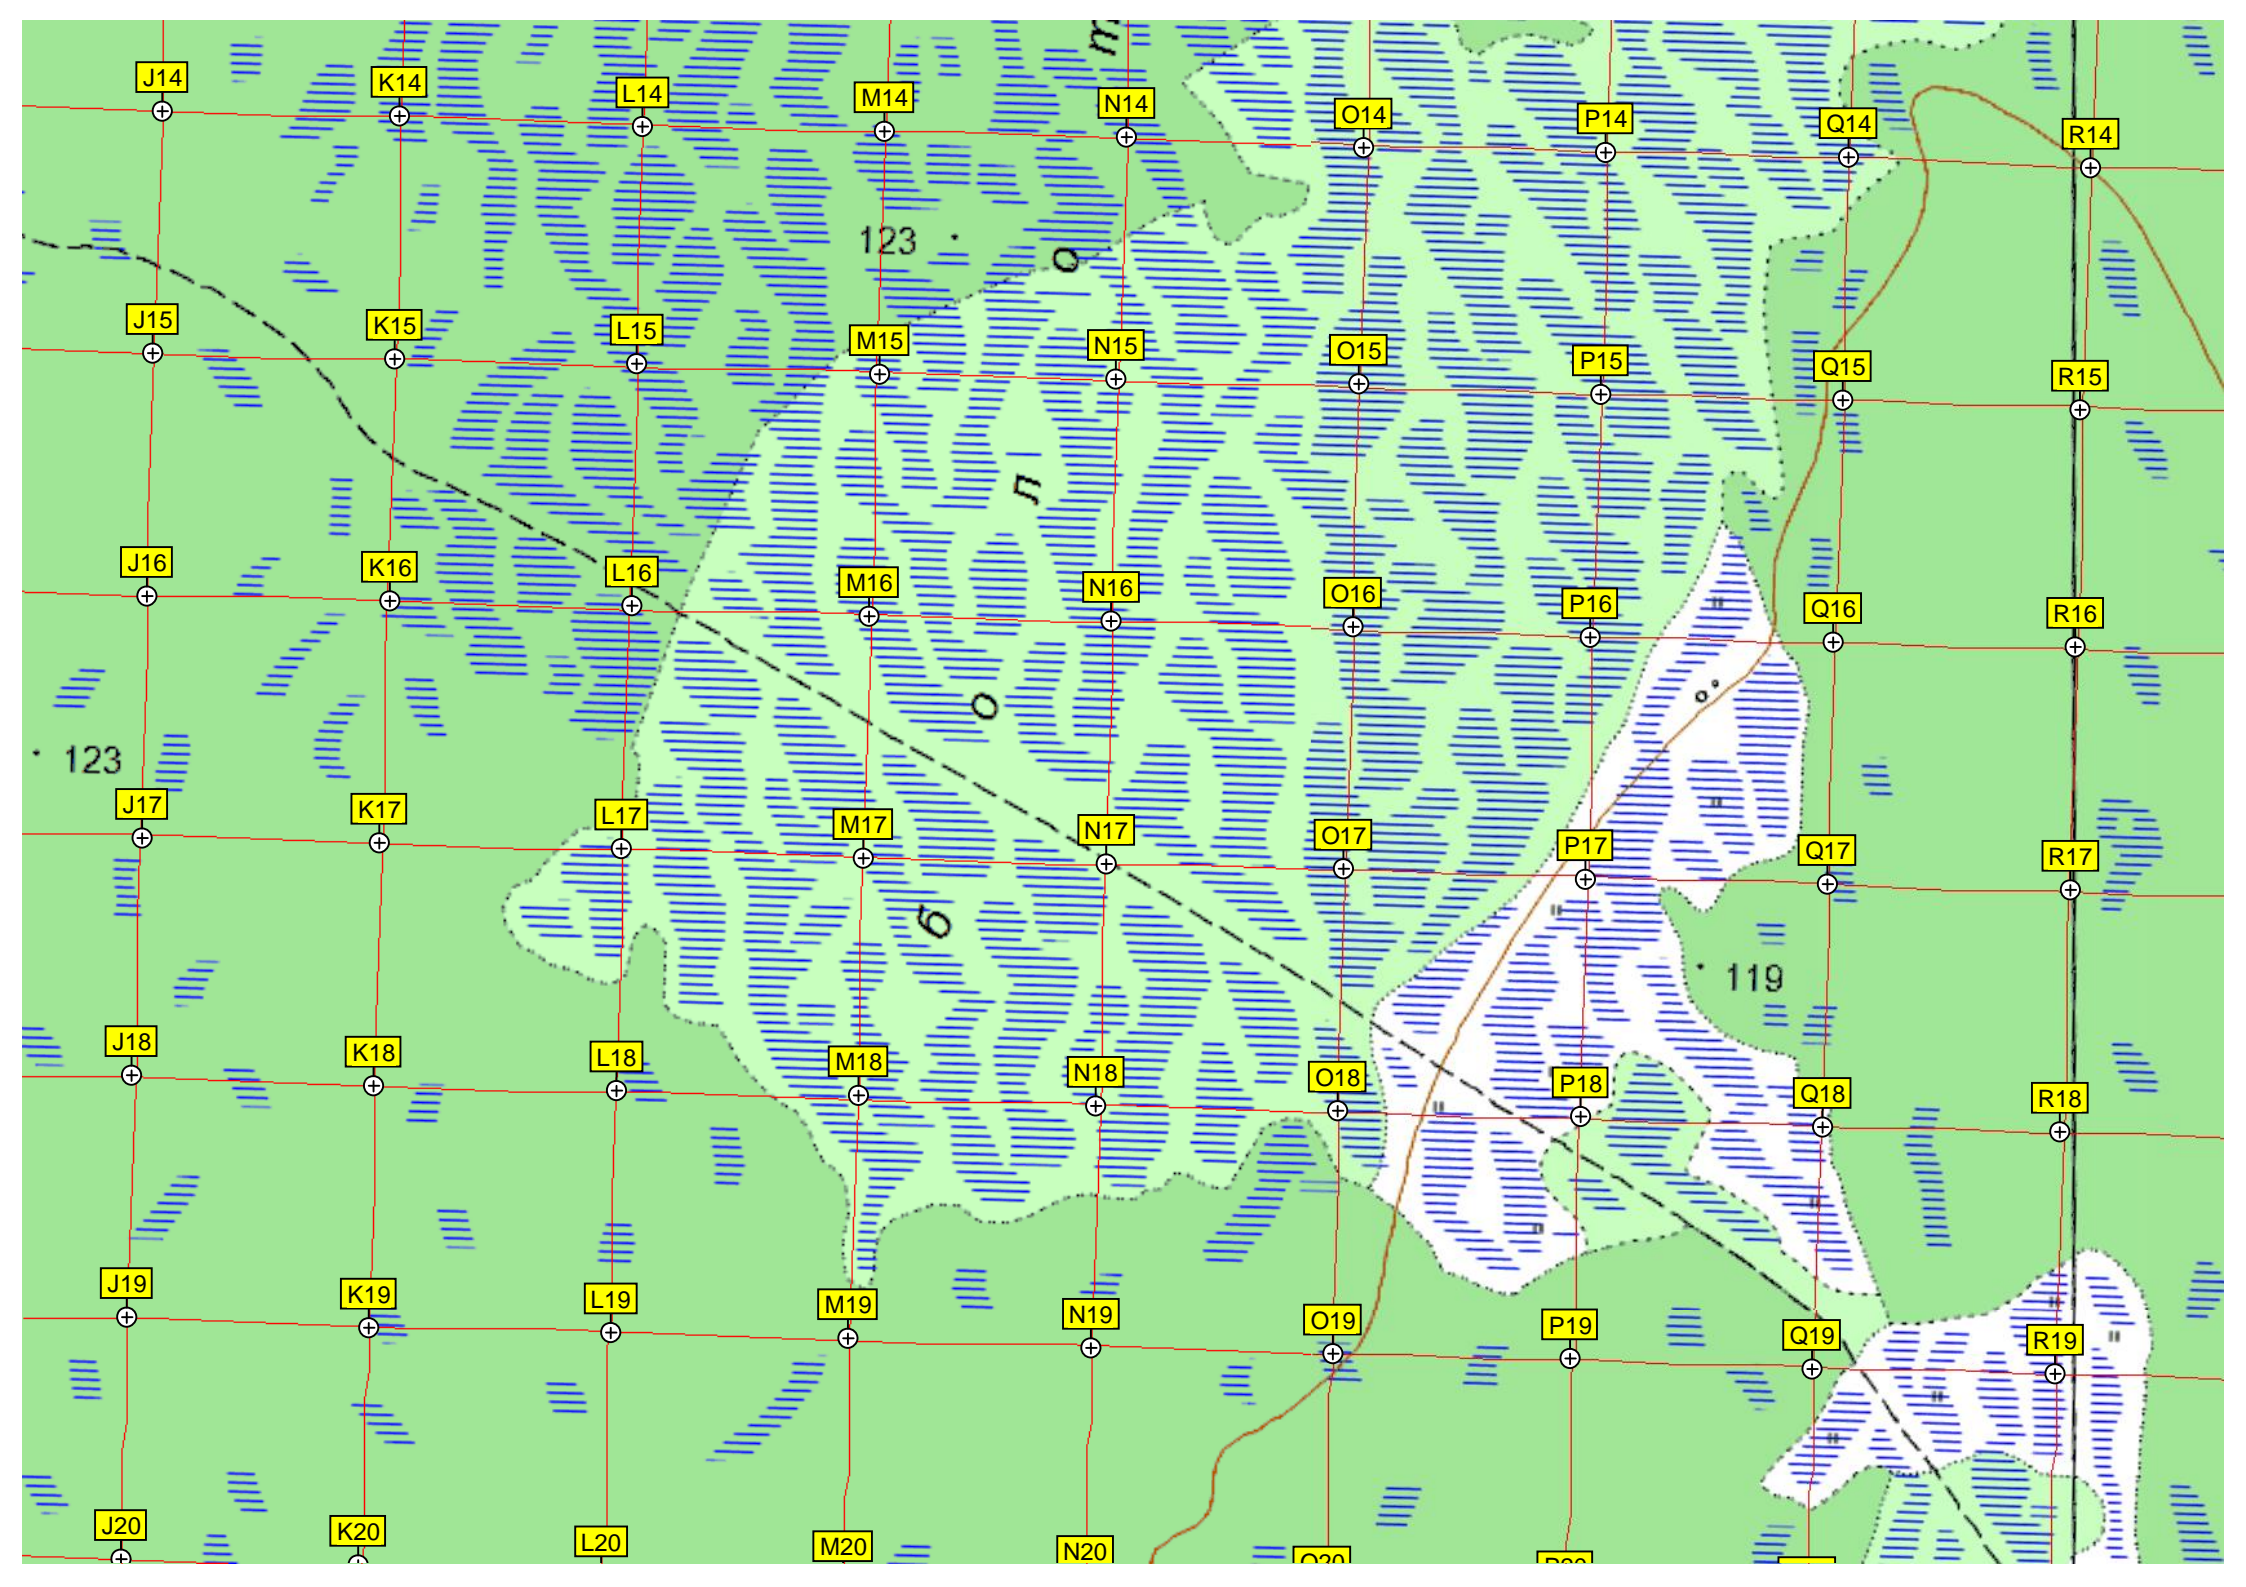 m
J14 K14 L14 M14 N14 O14 P14 Q14 R14
123
о
J15 K15 L15 M15 N15 O15 P15 Q15 R15
п
J16 K16 L16 M16 N16 O16 P16 Q16 R16
о
123
J17 K17 L17 M17 N17 O17 P17 Q17 R17
б
119
J18 K18 L18 M18 N18 O18 P18 Q18 R18
J19 K19 L19 M19 N19 O19 P19 Q19 R19
J20 K20 L20 M20 N20 O20